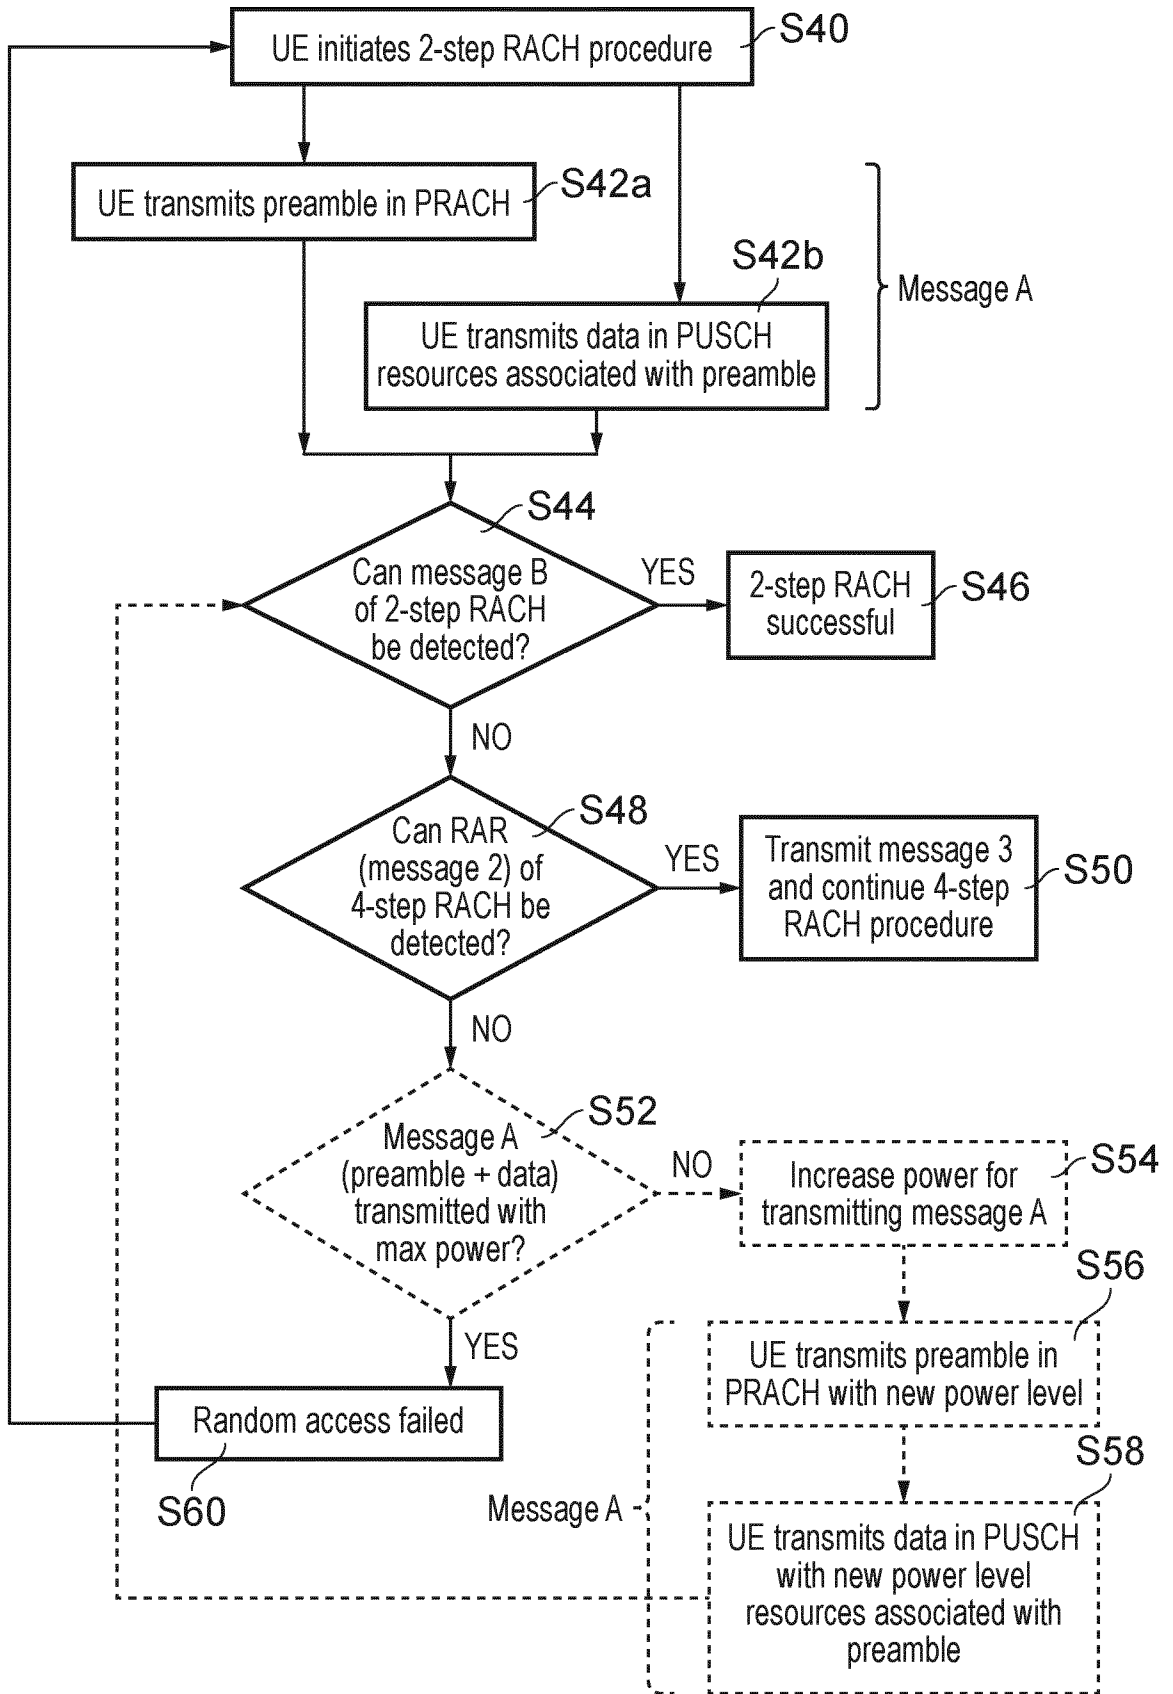 UE initiates 2-step RACH procedure
S40
UE transmits preamble in PRACH
S42a
S42b
UE transmits data in PUSCH
resources associated with preamble
Message A
S44
Can message B
of 2-step RACH
be detected?
YES
2-step RACH
successful
S46
NO
S48
Can RAR
(message 2) of
4-step RACH be
detected?
YES
Transmit message 3
and continue 4-step
RACH procedure
S50
NO
S52
Message A
(preamble + data)
transmitted with
max power?
NO
Increase power for
transmitting message A
S54
YES
S56
UE transmits preamble in
PRACH with new power level
Random access failed
S60
Message A
S58
UE transmits data in PUSCH
with new power level
resources associated with
preamble